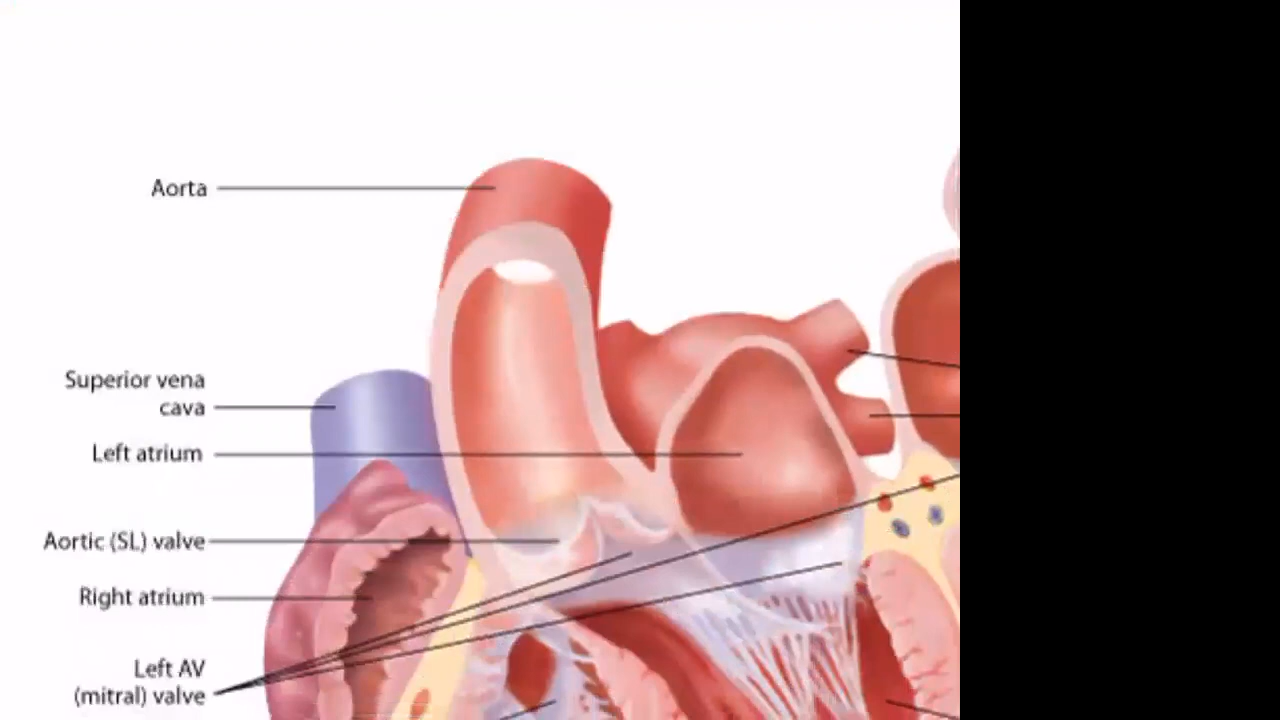 Aorta
Superior vena
cava
Left atrium
Aortic (SL) valve
Right atrium
Left AV
(mitral) valve